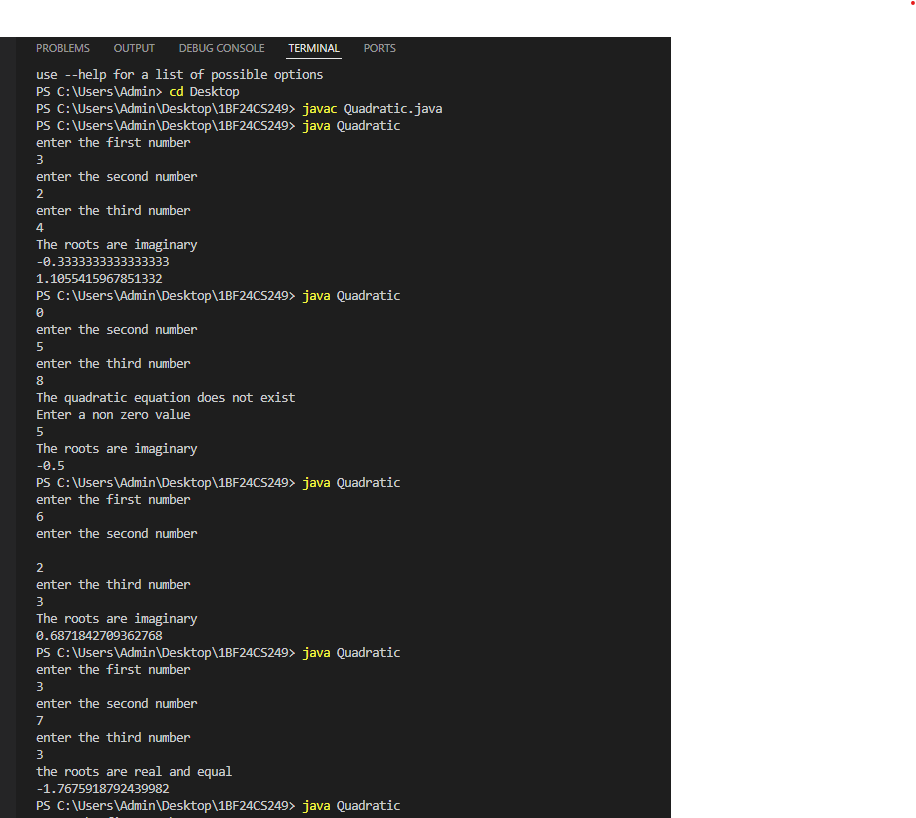 PROBLEMS OUTPUT DEBUG CONSOLE TERMINAL PORTS
use --help for a list of possible options
PS C:\Users\Admin> cd Desktop
PS C:\Users\Admin\Desktop\1BF24CS249> javac Quadratic.java
PS C:\Users\Admin\Desktop\1BF24CS249> java Quadratic
enter the first number
3
enter the second number
2
enter the third number
4
The roots are imaginary
-0.3333333333333333
1.1055415967851332
PS C:\Users\Admin\Desktop\1BF24CS249> java Quadratic
0
enter the second number
5
enter the third number
8
The quadratic equation does not exist
Enter a non zero value
5
The roots are imaginary
-0.5
PS C:\Users\Admin\Desktop\1BF24CS249> java Quadratic
enter the first number
6
enter the second number
2
enter the third number
3
The roots are imaginary
0.6871842709362768
PS C:\Users\Admin\Desktop\1BF24CS249> java Quadratic
enter the first number
3
enter the second number
7
enter the third number
3
the roots are real and equal
-1.7675918792439982
PS C:\Users\Admin\Desktop\1BF24CS249> java Quadratic